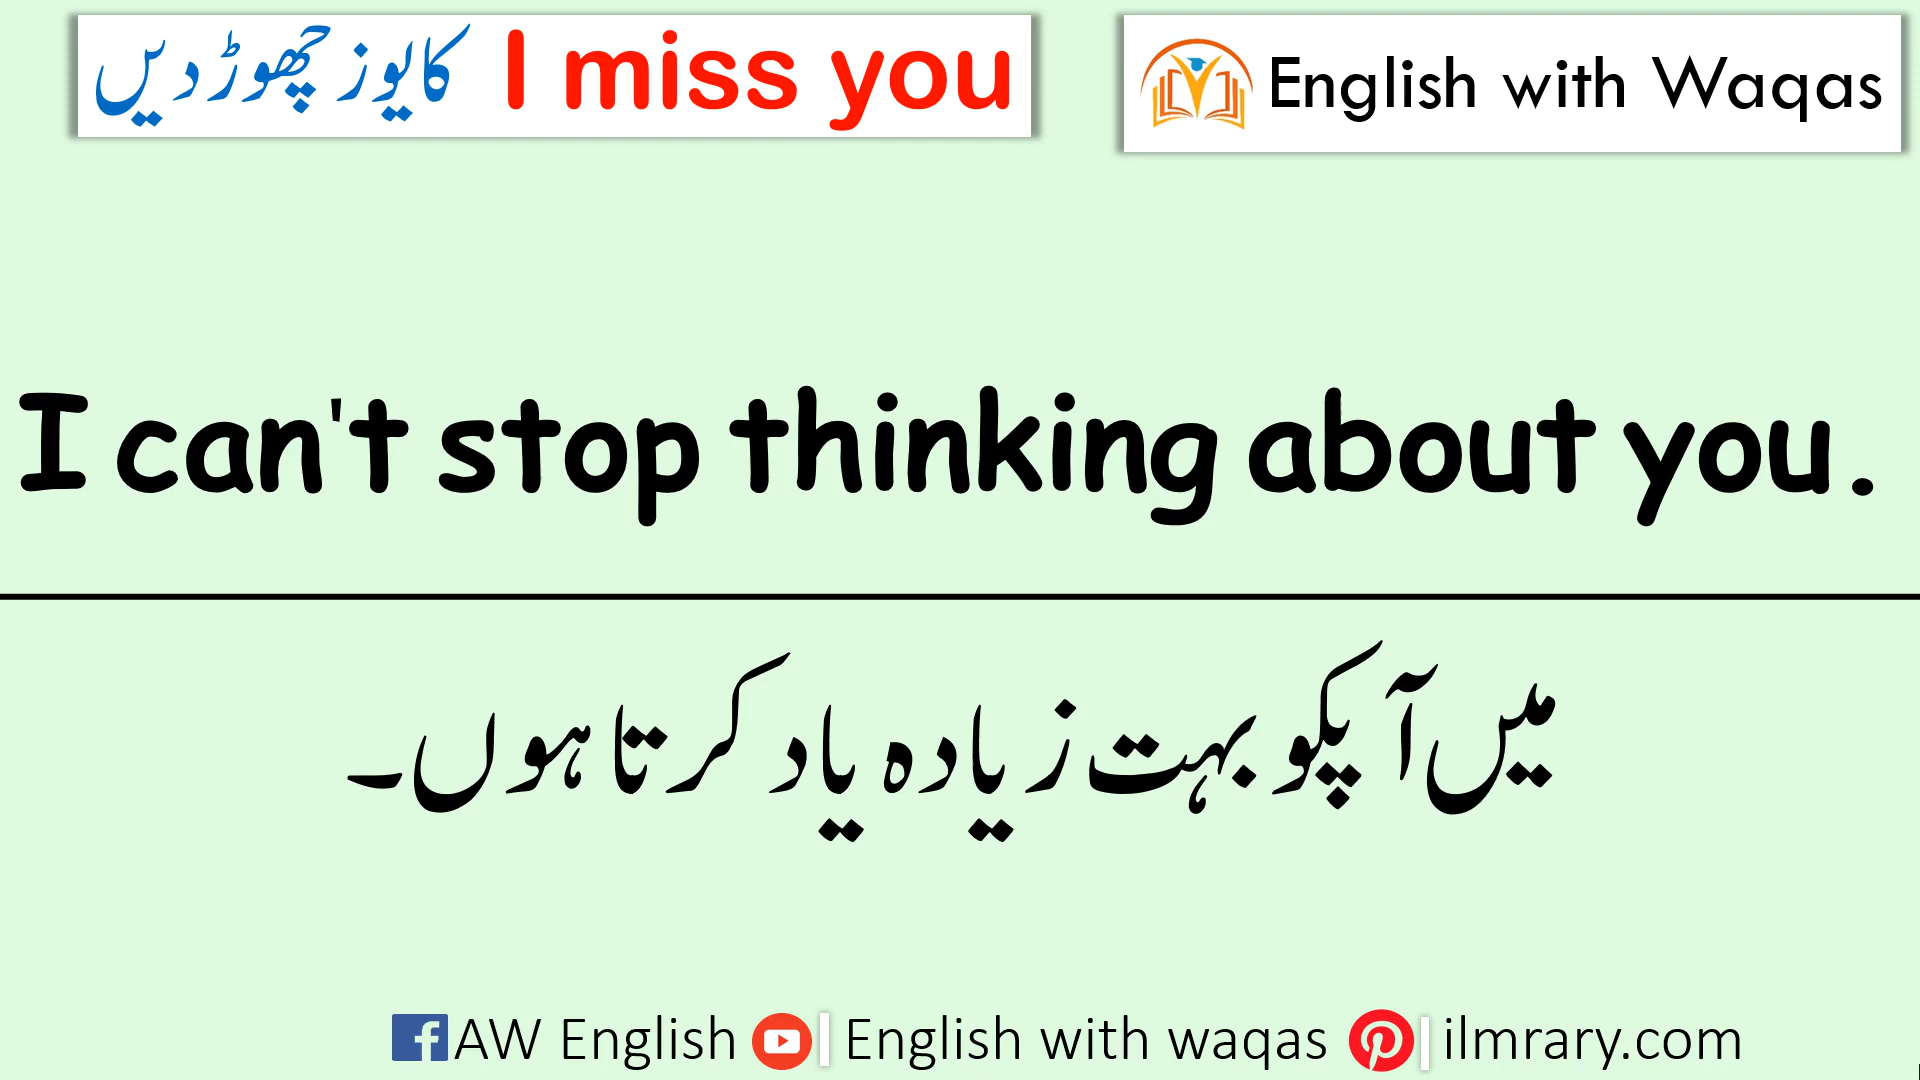 I miss you کا یوز چھوڑ دیں
English with Waqas
I can't stop thinking about you.
میں آپکو بہت زیادہ یاد کرتا ہوں۔
AW English | English with waqas | ilmrary.com